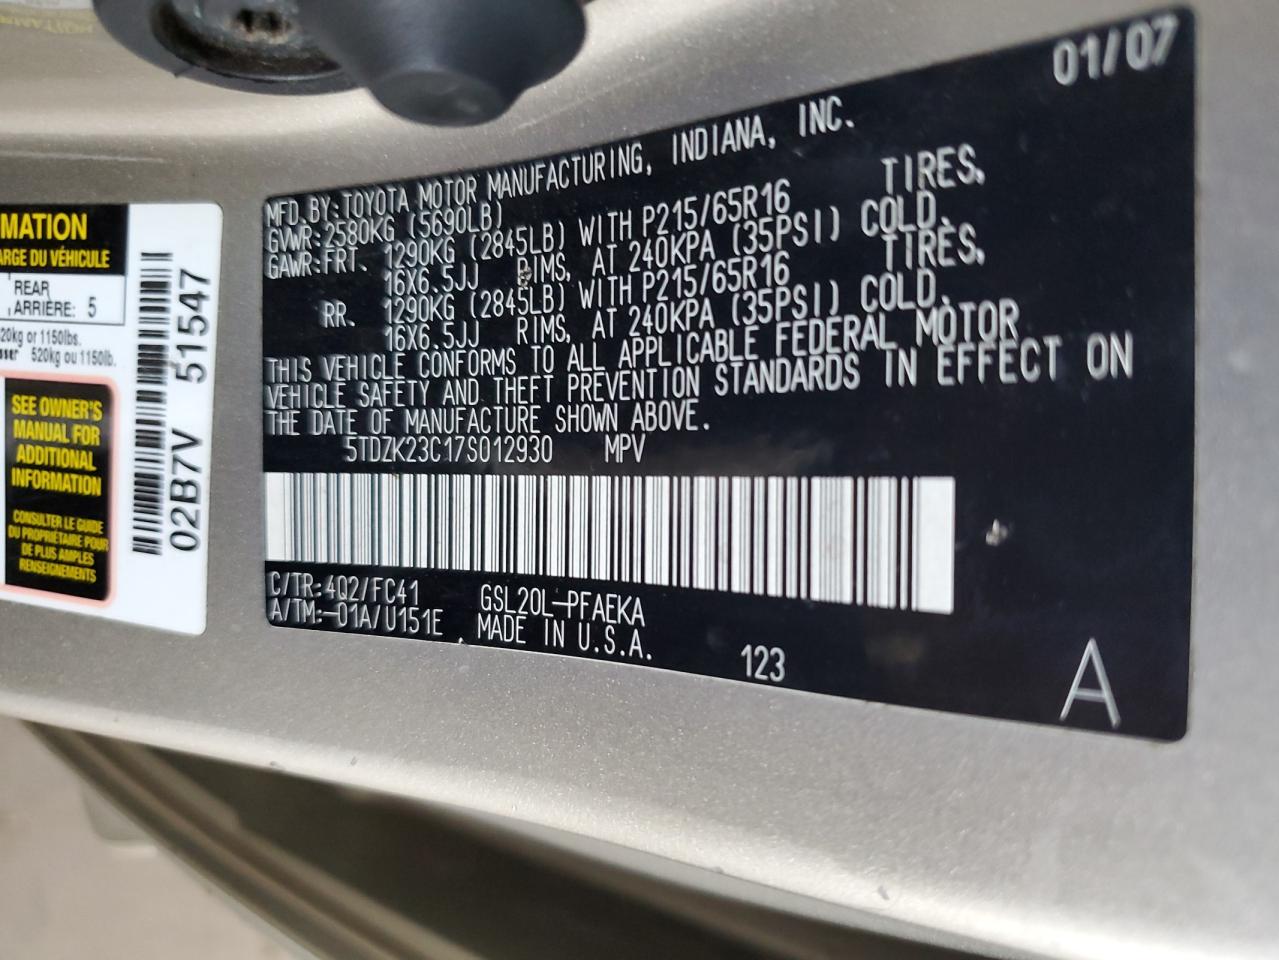 01/07
MFD.BY:TOYOTA MOTOR MANUFACTURING, INDIANA, INC.
GVWR:2580KG (5690LB)
GAWR:FRT. 1290KG (2845LB) WITH P215/65R16 TIRES,
16X6.5JJ RIMS, AT 240KPA (35PSI) COLD.
RR. 1290KG (2845LB) WITH P215/65R16 TIRES,
16X6.5JJ RIMS, AT 240KPA (35PSI) COLD.
THIS VEHICLE CONFORMS TO ALL APPLICABLE FEDERAL MOTOR
VEHICLE SAFETY AND THEFT PREVENTION STANDARDS IN EFFECT ON
THE DATE OF MANUFACTURE SHOWN ABOVE.
5TDZK23C17S012930 MPV
C/TR:4Q2/FC41 GSL20L-PFAEKA
A/TM:-01A/U151E MADE IN U.S.A.
123
A
MATION
ARGE DU VÉHICULE
REAR
ARRIÈRE: 5
20kg or 1150lbs.
520kg ou 1150lb.
SEE OWNER'S
MANUAL FOR
ADDITIONAL
INFORMATION
CONSULTER LE GUIDE
DU PROPRIÉTAIRE POUR
DE PLUS AMPLES
RENSEIGNEMENTS
02B7V 51547